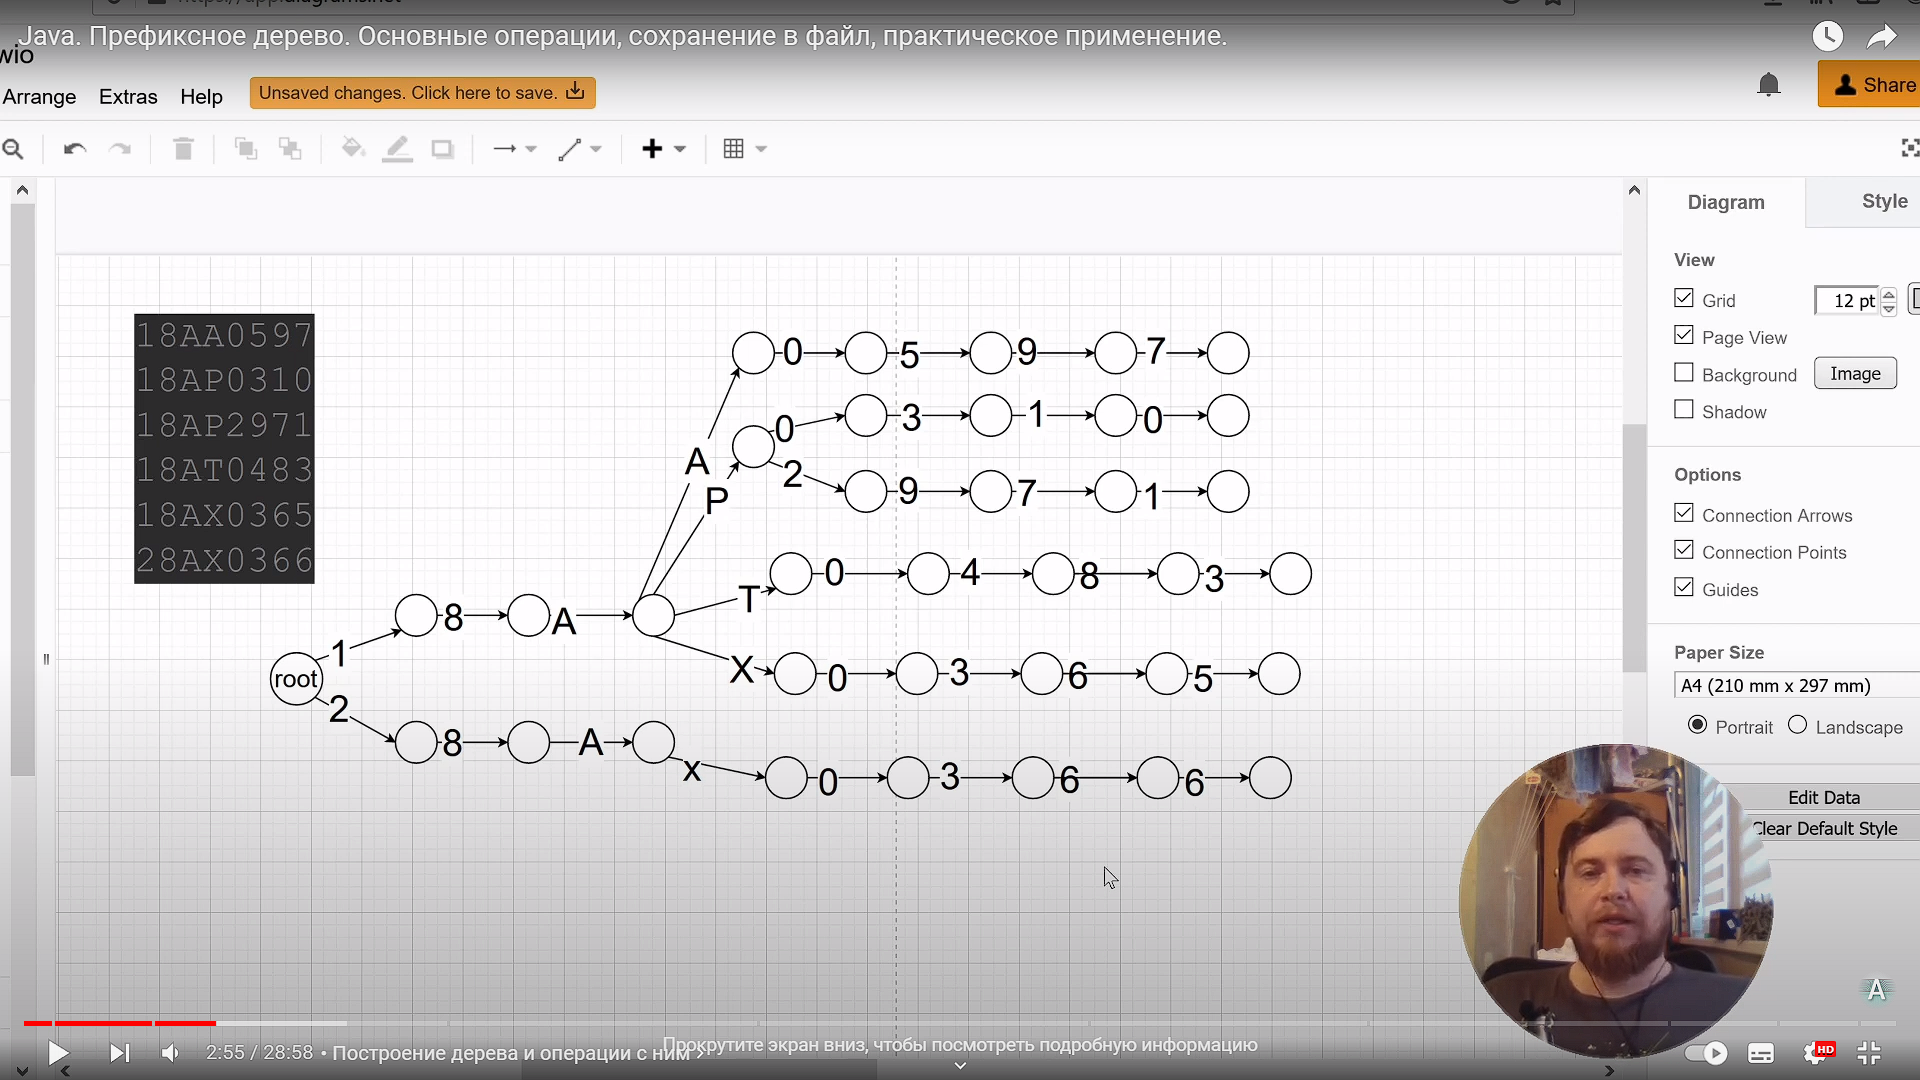 Java. Префиксное дерево. Основные операции, сохранение в файл, практическое применение.
wio
Arrange Extras Help Unsaved changes. Click here to save. Share
Diagram Style
View
Grid 12 pt
Page View
Background Image
Shadow
Options
Connection Arrows
Connection Points
Guides
Paper Size
A4 (210 mm x 297 mm)
Portrait Landscape
Edit Data
Clear Default Style
18AA0597
18AP0310
18AP2971
18AT0483
18AX0365
28AX0366
A 0 5 9 7
P 0 3 1 0
2 9 7 1
T 0 4 8 3
1 8 A
X 0 3 6 5
root
2 8 A
x 0 3 6 6
A
2:55 / 28:58 • Построение дерева и операции с ним
Прокрутите экран вниз, чтобы посмотреть подробную информацию
HD